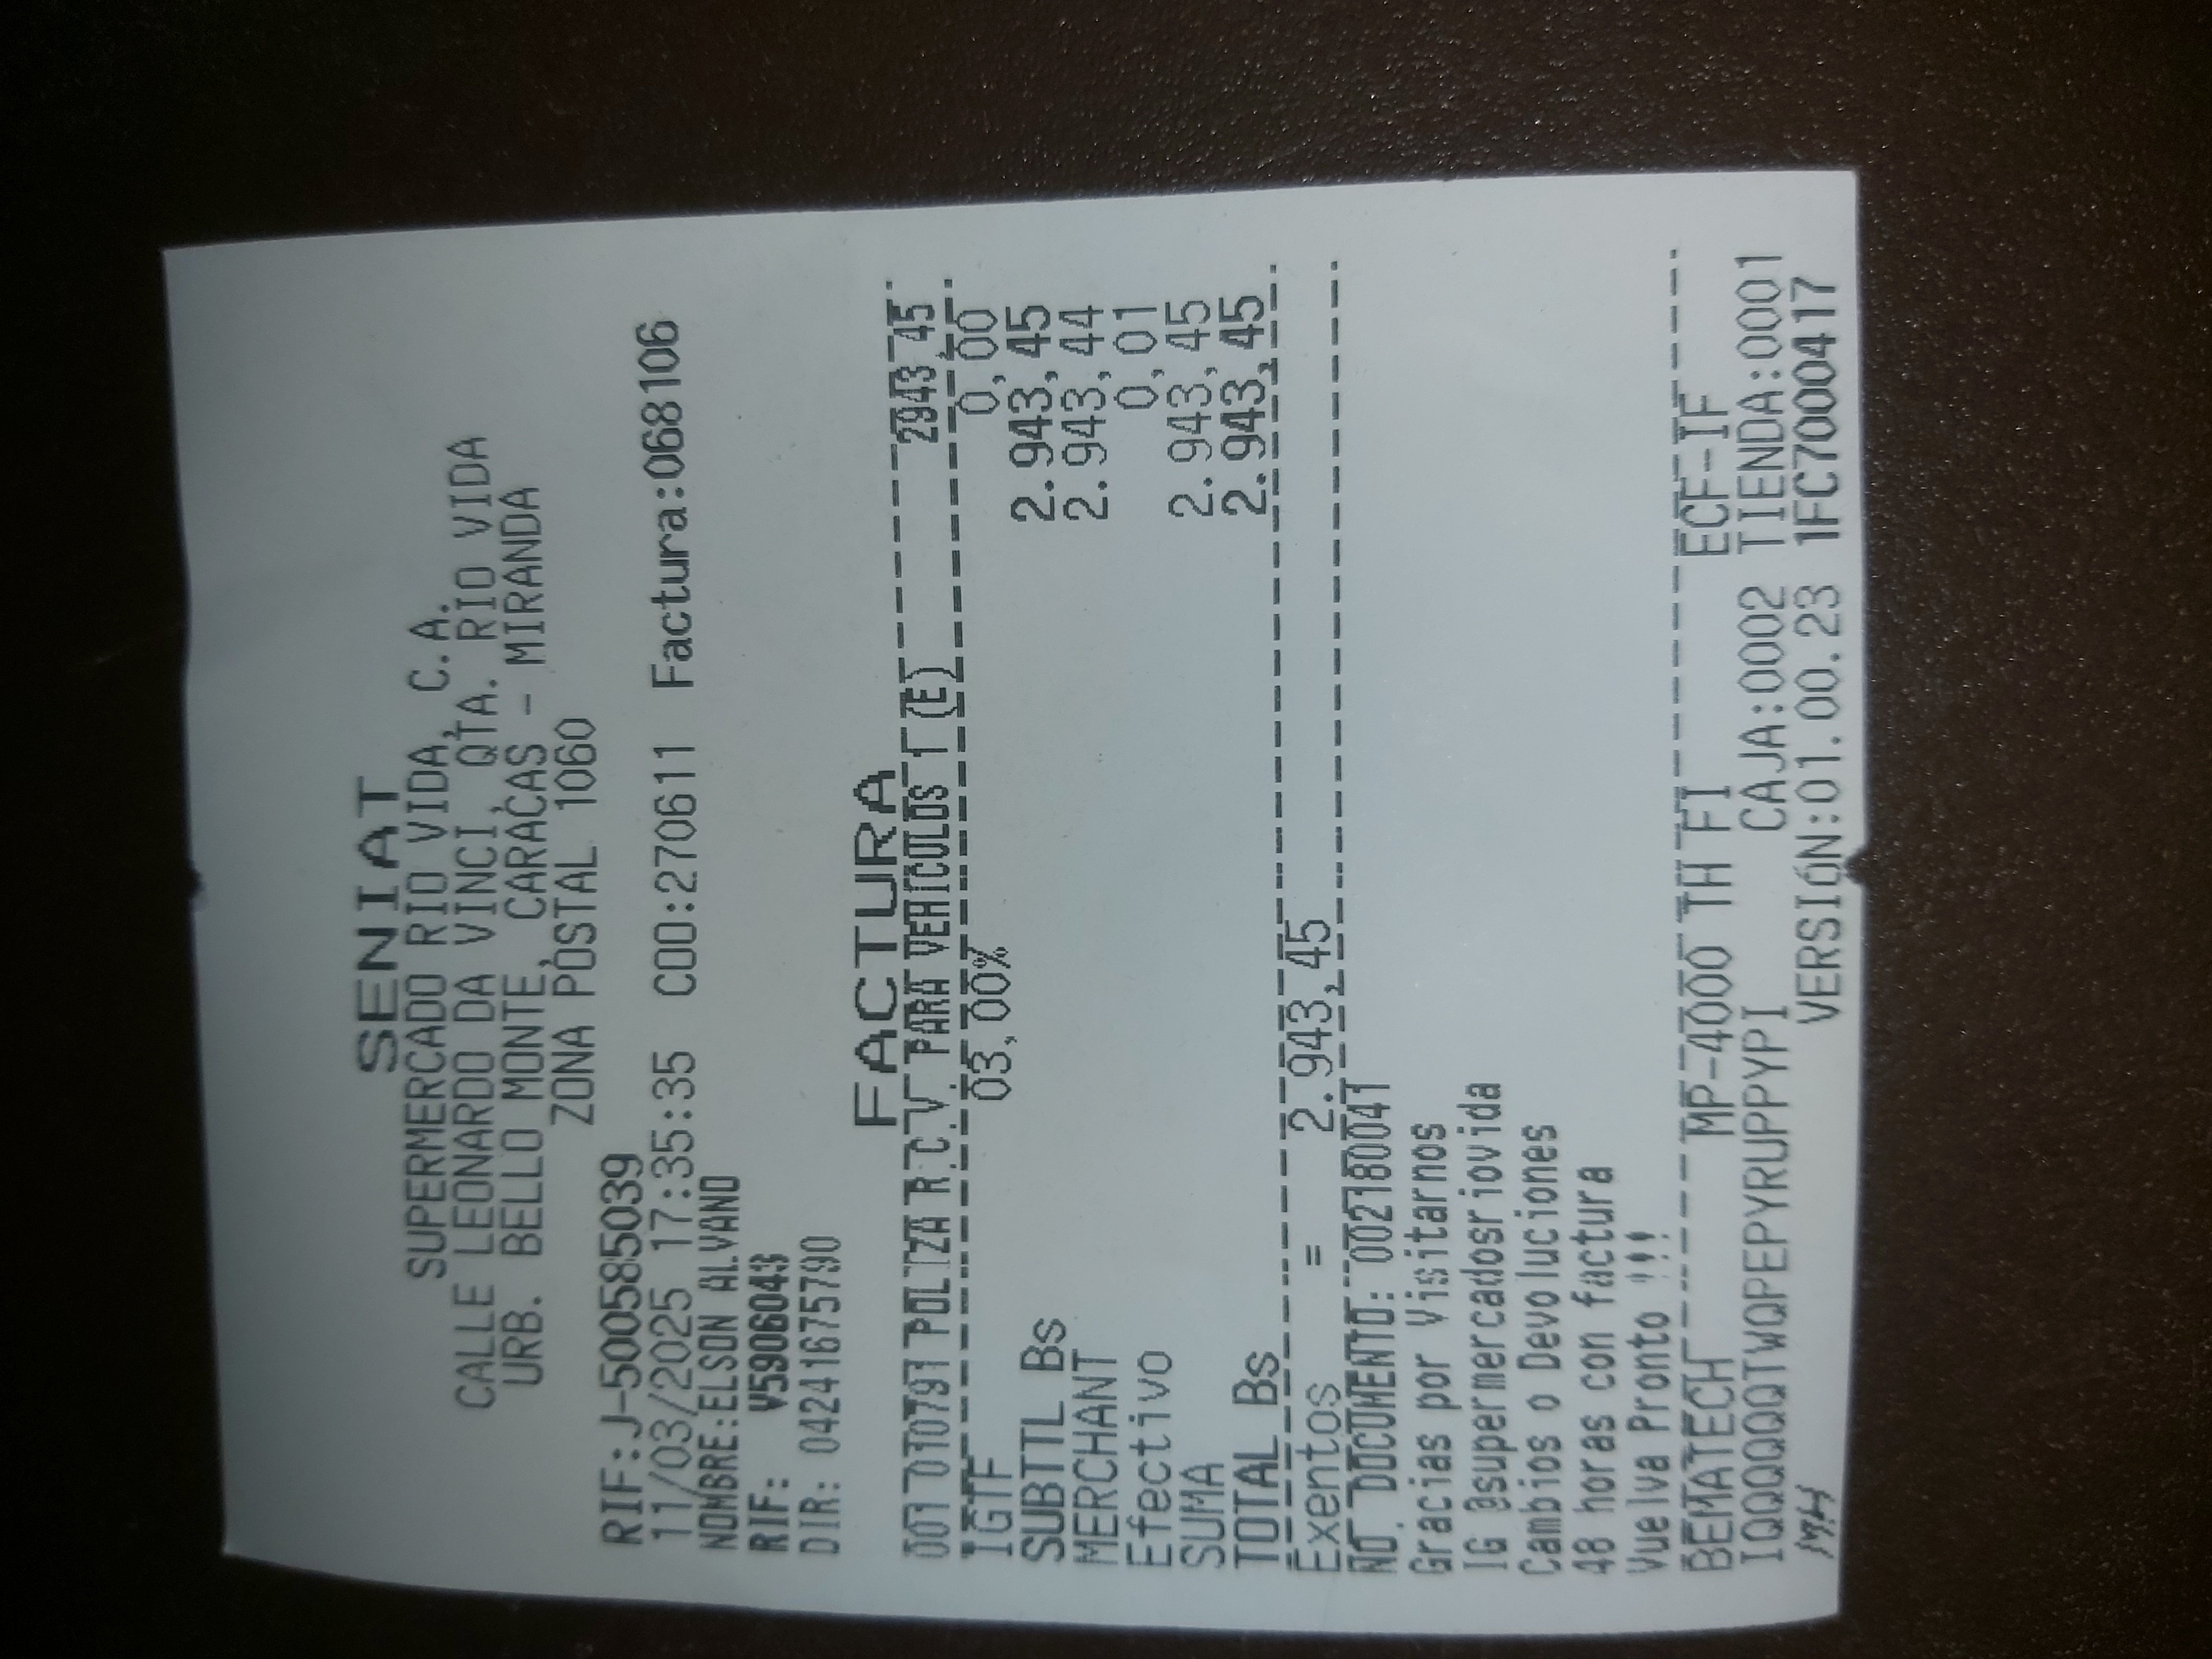 SENIAT
SUPERMERCADO RIO VIDA, C.A.
CALLE LEONARDO DA VINCI, QTA. RIO VIDA
URB. BELLO MONTE, CARACAS - MIRANDA
ZONA POSTAL 1060
RIF:J-500585039
11/03/2025 17:35:35 COO:270611 Factura:068106
NOMBRE:ELSON ALVAND
RIF: V5906043
DIR: 04241675790
FACTURA
001 010797 POLIZA R.C.V. PARA VEHICULOS 1 (E) 2943,45
IGTF 03,00% 0,00
SUBTTL Bs 2.943,45
MERCHANT 2.943,44
Efectivo 0,01
SUMA 2.943,45
TOTAL Bs 2.943,45
Exentos = 2.943,45
NO. DOCUMENTO: 0021800041
Gracias por Visitarnos
IG @supermercadosriovida
Cambios o Devoluciones
48 horas con factura
Vuelva Pronto !!!
BEMATECH MP-4000 TH FI ECF-IF
IQQQQQQTWQPEPYRUPPYPI CAJA:0002 TIENDA:0001
MH VERSIÓN:01.00.23 1FC7000417